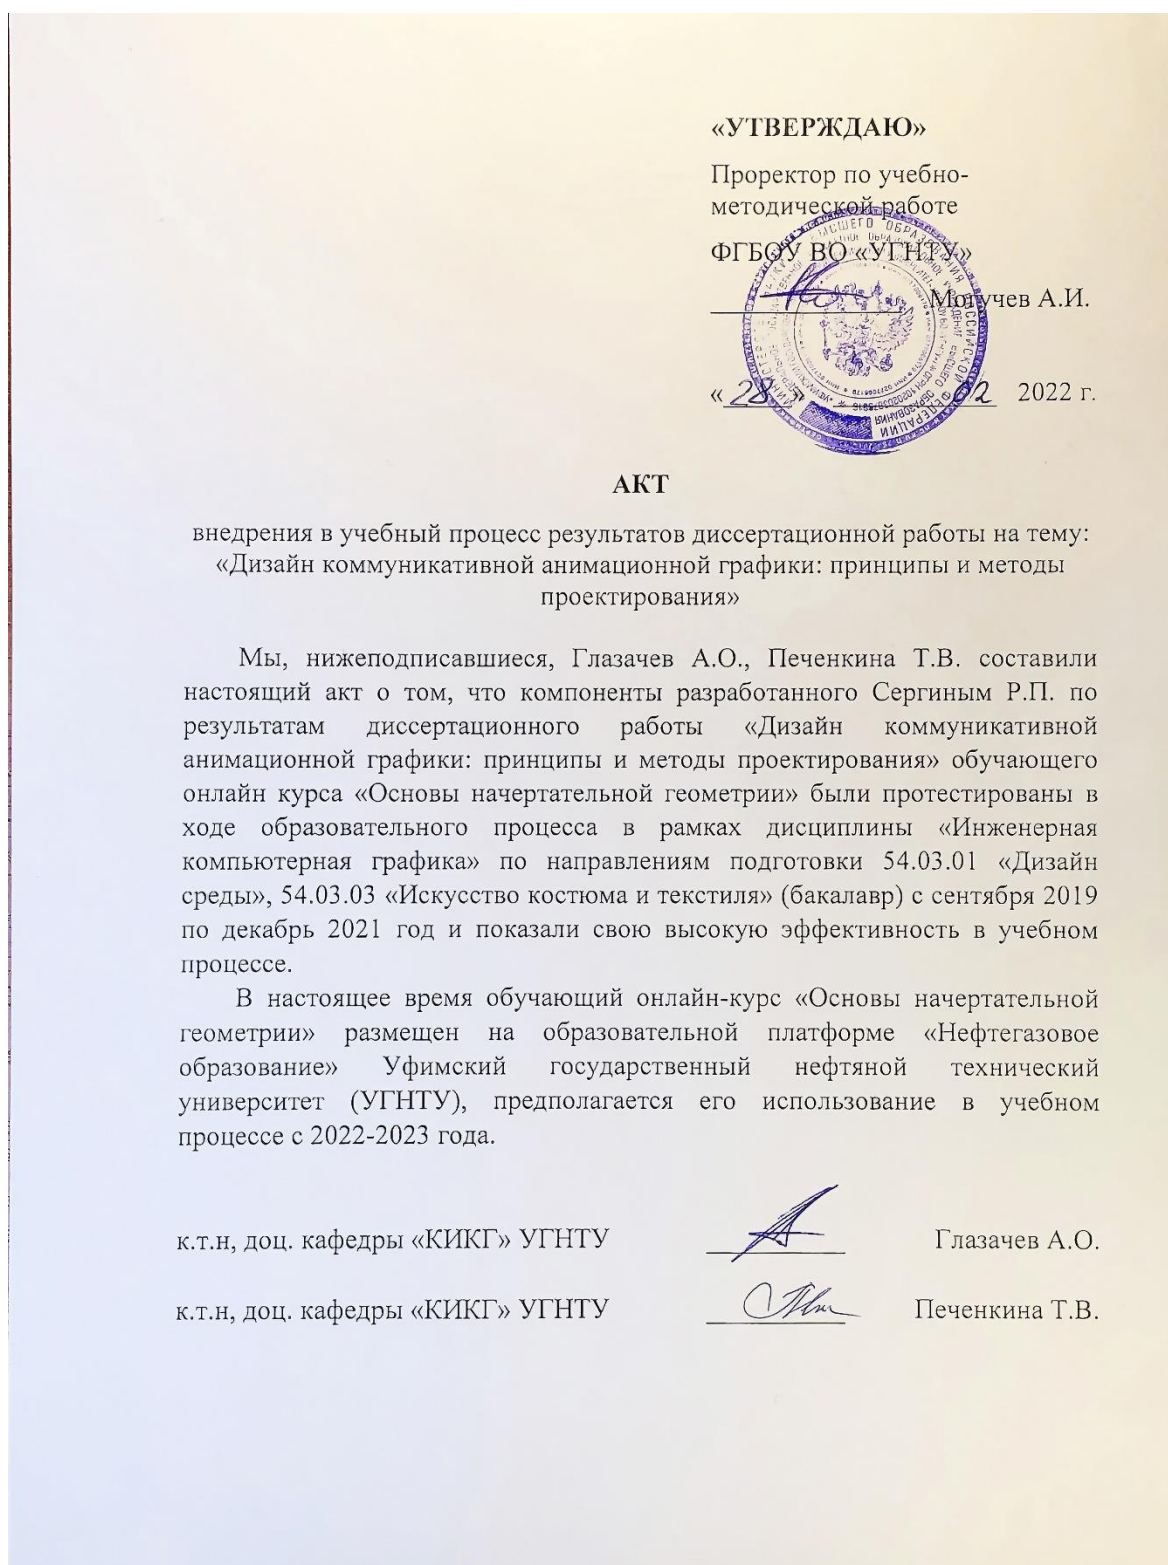 «УТВЕРЖДАЮ»
Проректор по учебно-
методической работе
ФГБОУ ВО «УГНТУ»
Могучев А.И.
«28» 02 2022 г.
АКТ
внедрения в учебный процесс результатов диссертационной работы на тему:
«Дизайн коммуникативной анимационной графики: принципы и методы
проектирования»
Мы, нижеподписавшиеся, Глазачев А.О., Печенкина Т.В. составили
настоящий акт о том, что компоненты разработанного Сергиным Р.П. по
результатам диссертационного работы «Дизайн коммуникативной
анимационной графики: принципы и методы проектирования» обучающего
онлайн курса «Основы начертательной геометрии» были протестированы в
ходе образовательного процесса в рамках дисциплины «Инженерная
компьютерная графика» по направлениям подготовки 54.03.01 «Дизайн
среды», 54.03.03 «Искусство костюма и текстиля» (бакалавр) с сентября 2019
по декабрь 2021 год и показали свою высокую эффективность в учебном
процессе.
В настоящее время обучающий онлайн-курс «Основы начертательной
геометрии» размещен на образовательной платформе «Нефтегазовое
образование» Уфимский государственный нефтяной технический
университет (УГНТУ), предполагается его использование в учебном
процессе с 2022-2023 года.
к.т.н, доц. кафедры «КИКГ» УГНТУ Глазачев А.О.
к.т.н, доц. кафедры «КИКГ» УГНТУ Печенкина Т.В.